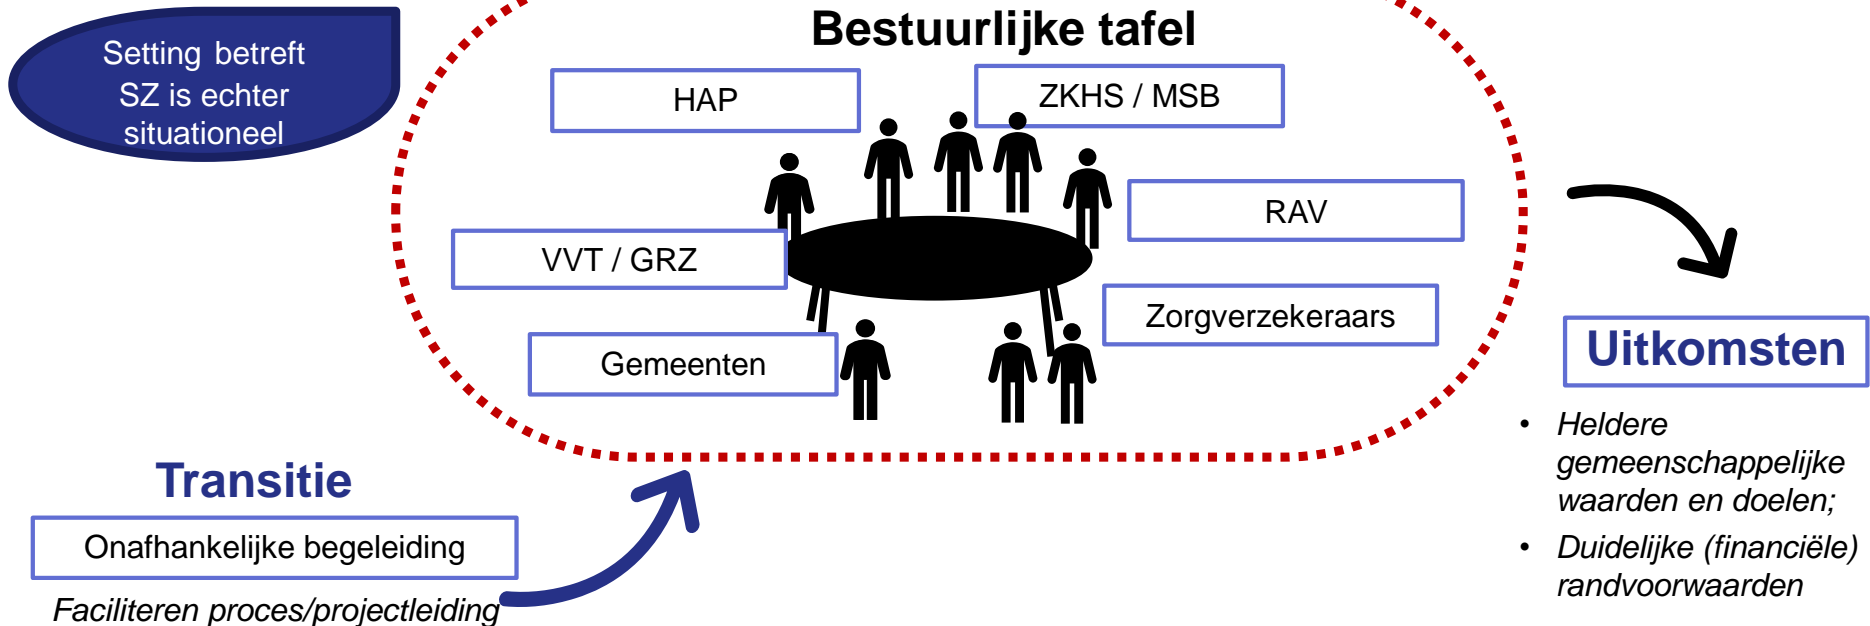 Setting betreft
SZ is echter
situationeel
Bestuurlijke tafel
HAP
ZKHS / MSB
RAV
VVT / GRZ
Zorgverzekeraars
Gemeenten
Transitie
Onafhankelijke begeleiding
Faciliteren proces/projectleiding
Uitkomsten
• Heldere
gemeenschappelijke
waarden en doelen;
• Duidelijke (financiële)
randvoorwaarden